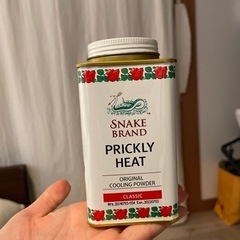 SNAKE
BRAND
PRICKLY
HEAT
ORIGINAL
COOLING POWDER
CLASSIC